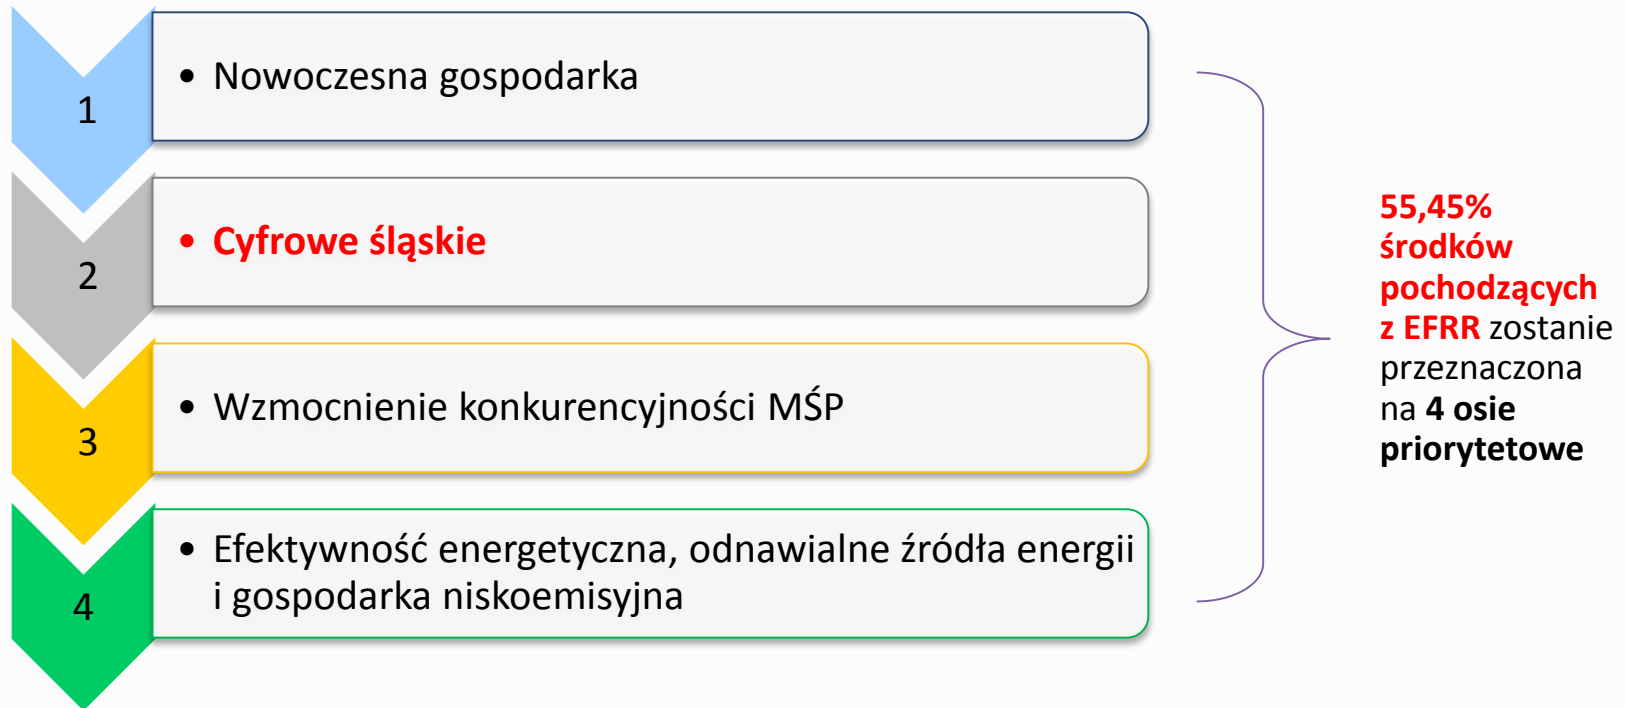 1
• Nowoczesna gospodarka
2
• Cyfrowe śląskie
3
• Wzmocnienie konkurencyjności MŚP
4
• Efektywność energetyczna, odnawialne źródła energii
i gospodarka niskoemisyjna
55,45%
środków
pochodzących
z EFRR zostanie
przeznaczona
na 4 osie
priorytetowe